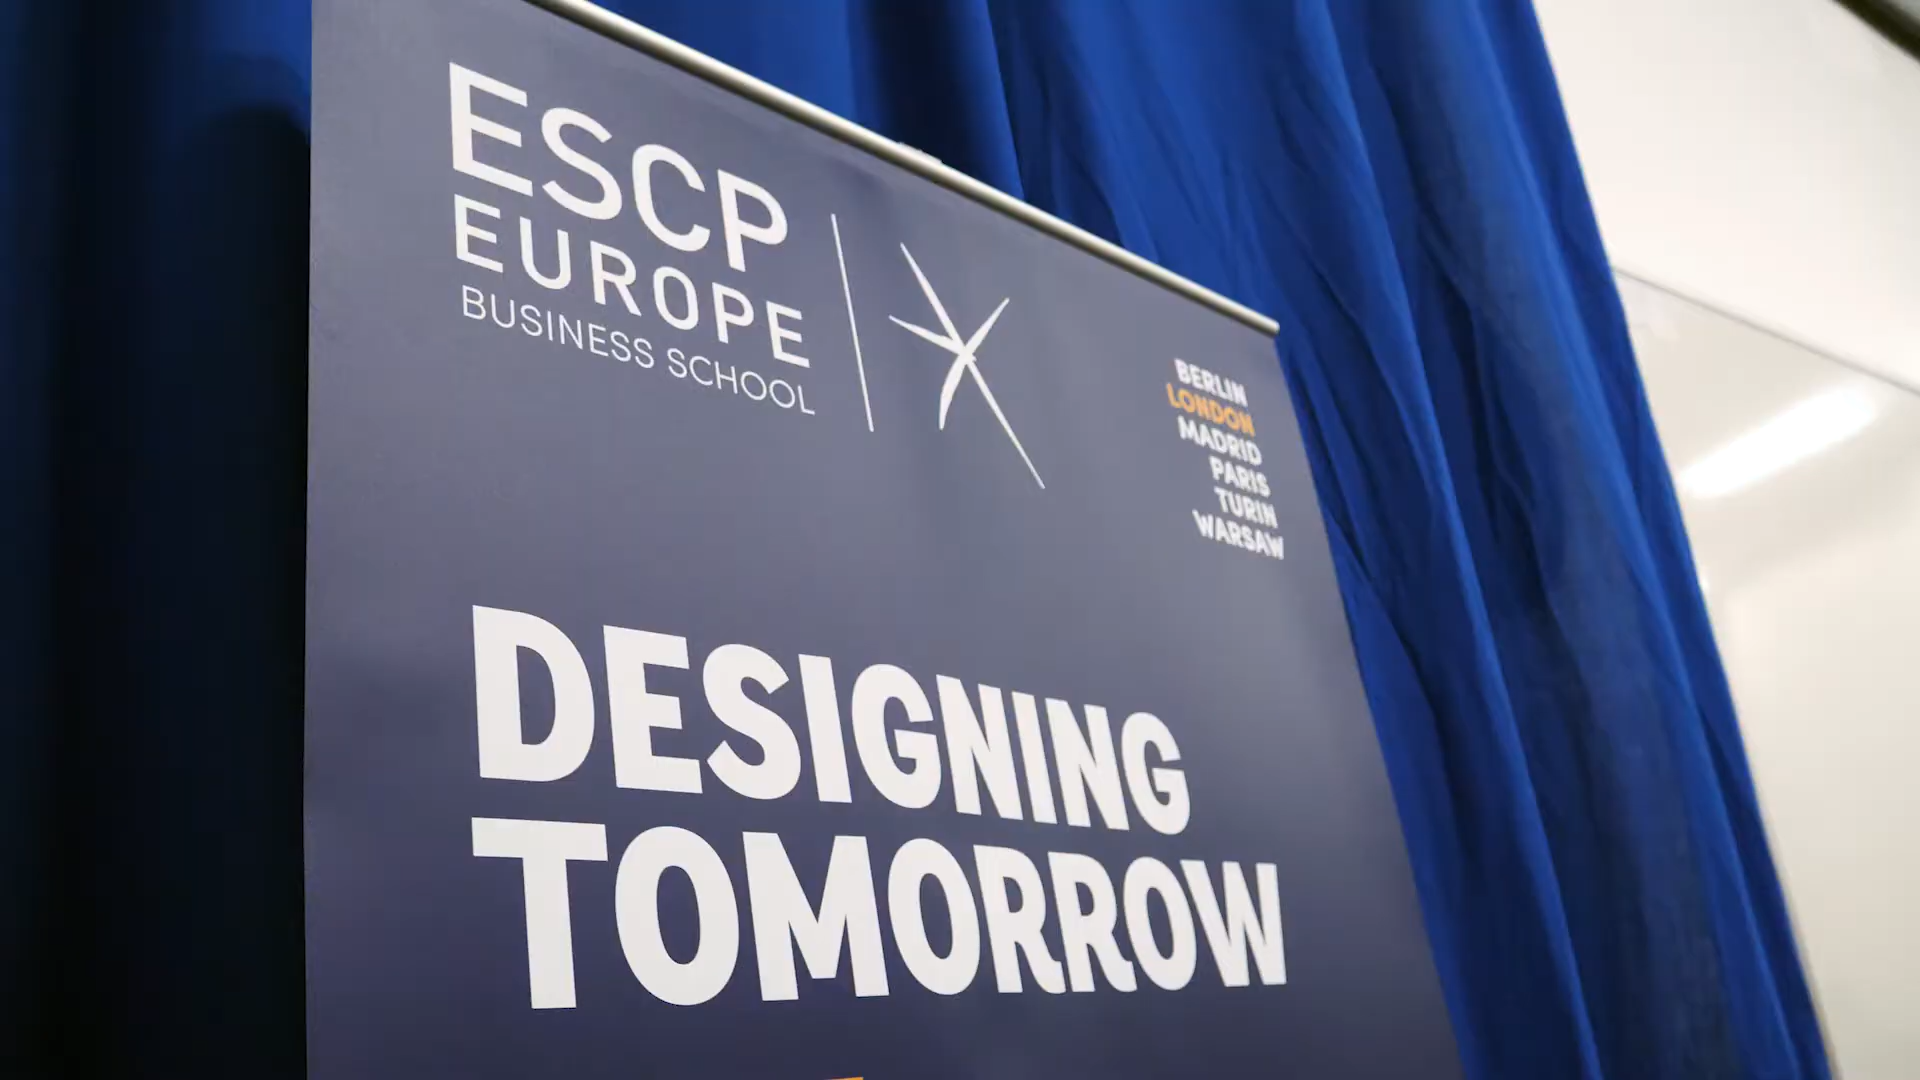 ESCP
EUROPE
BUSINESS SCHOOL
BERLIN
LONDON
MADRID
PARIS
TURIN
WARSAW
DESIGNING
TOMORROW